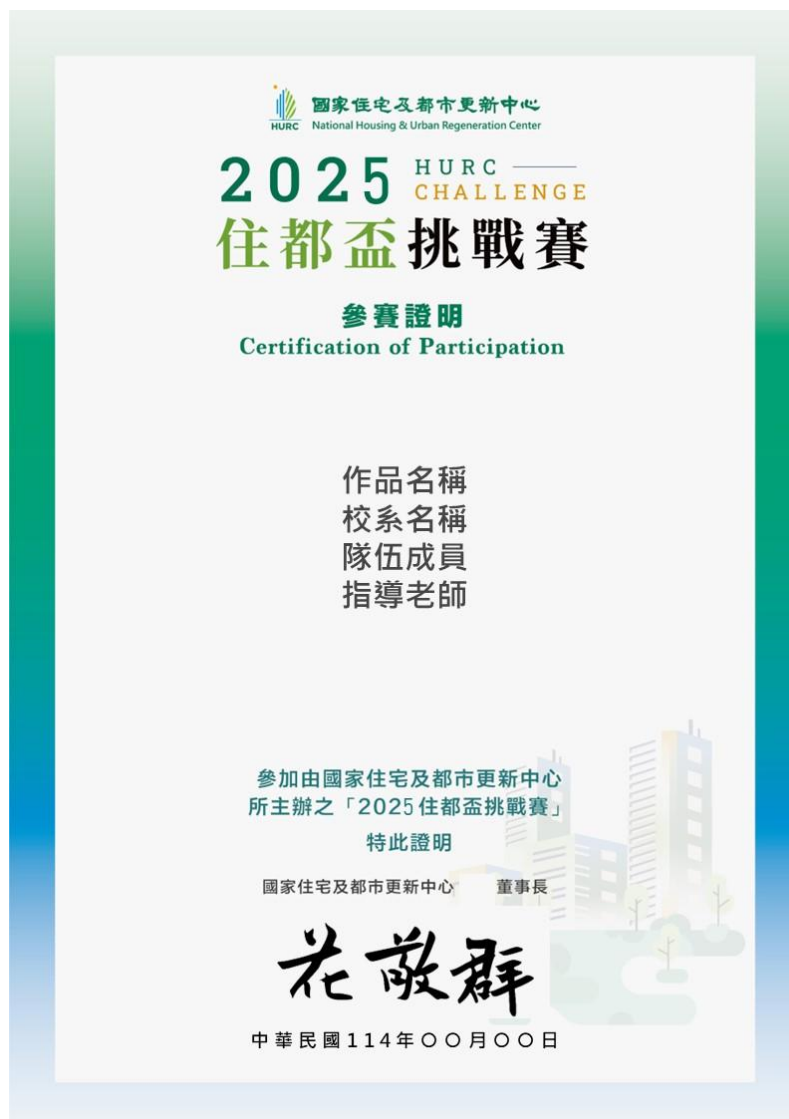 國家住宅及都市更新中心
HURC National Housing & Urban Regeneration Center
2025 HURC CHALLENGE
住都盃挑戰賽
參賽證明
Certification of Participation
作品名稱
校系名稱
隊伍成員
指導老師
參加由國家住宅及都市更新中心
所主辦之「2025住都盃挑戰賽」
特此證明
國家住宅及都市更新中心 董事長
花敬群
中華民國114年〇〇月〇〇日